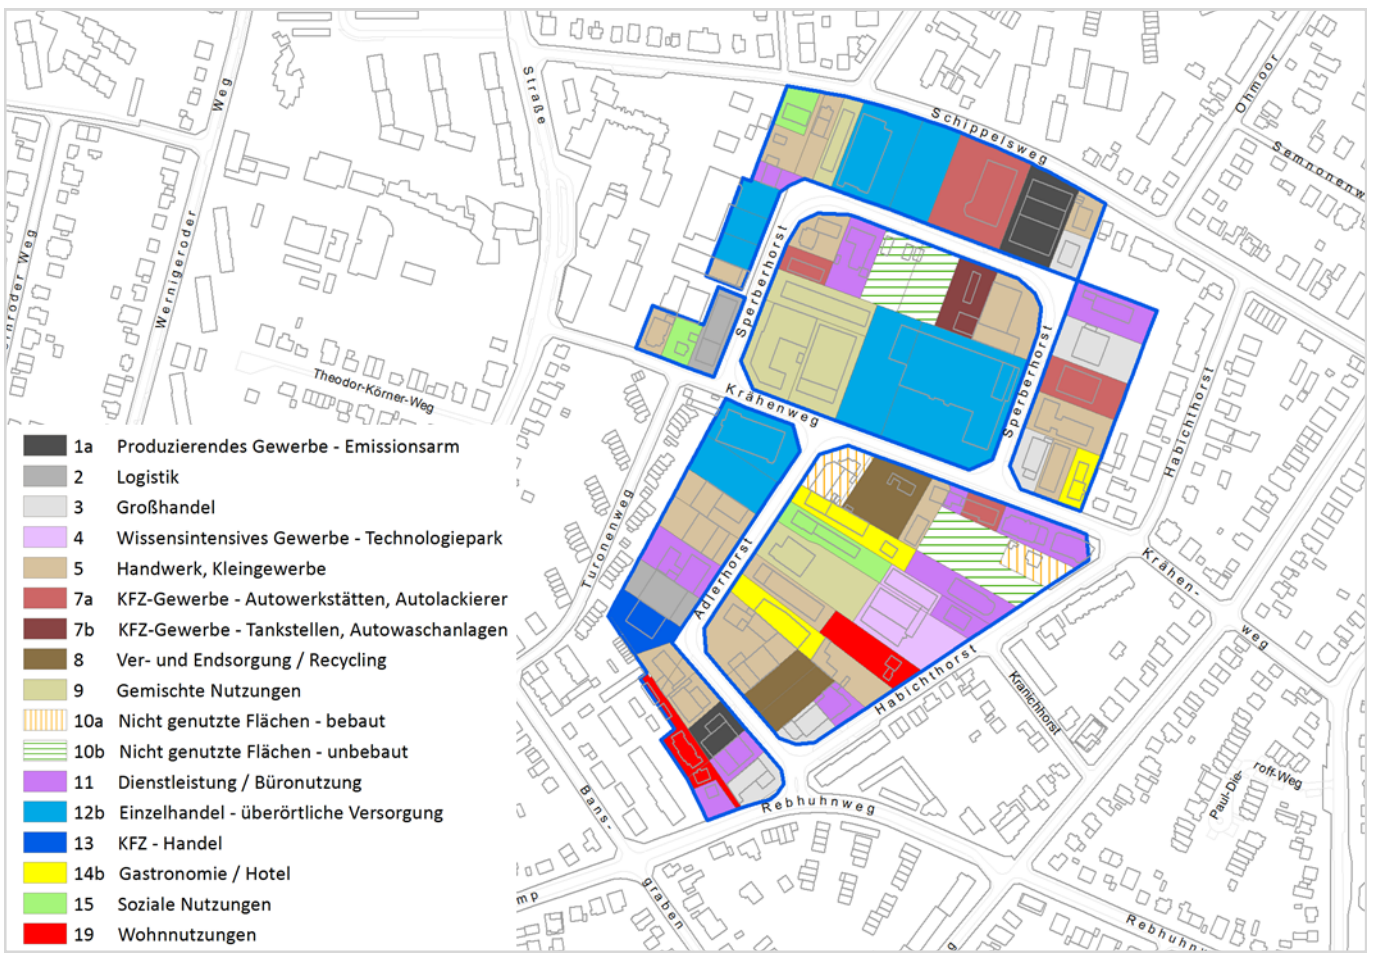 Weg
Straße
Schippelsweg
Ohmoor
Semnonenw
Wernigeroder
hroder Weg
Sperberhorst
Sperberhorst
Habichthorst
Theodor-Körner-Weg
Krähenweg
Turonenweg
Adlerhorst
Krähen-
weg
Habichthorst
Kranichhorst
Paul-Die-
roff-Weg
Rebhuhnweg
Bans-
graben
mp
Rebhuhn
1a Produzierendes Gewerbe - Emissionsarm
2 Logistik
3 Großhandel
4 Wissensintensives Gewerbe - Technologiepark
5 Handwerk, Kleingewerbe
7a KFZ-Gewerbe - Autowerkstätten, Autolackierer
7b KFZ-Gewerbe - Tankstellen, Autowaschanlagen
8 Ver- und Endsorgung / Recycling
9 Gemischte Nutzungen
10a Nicht genutzte Flächen - bebaut
10b Nicht genutzte Flächen - unbebaut
11 Dienstleistung / Büronutzung
12b Einzelhandel - überörtliche Versorgung
13 KFZ - Handel
14b Gastronomie / Hotel
15 Soziale Nutzungen
19 Wohnnutzungen